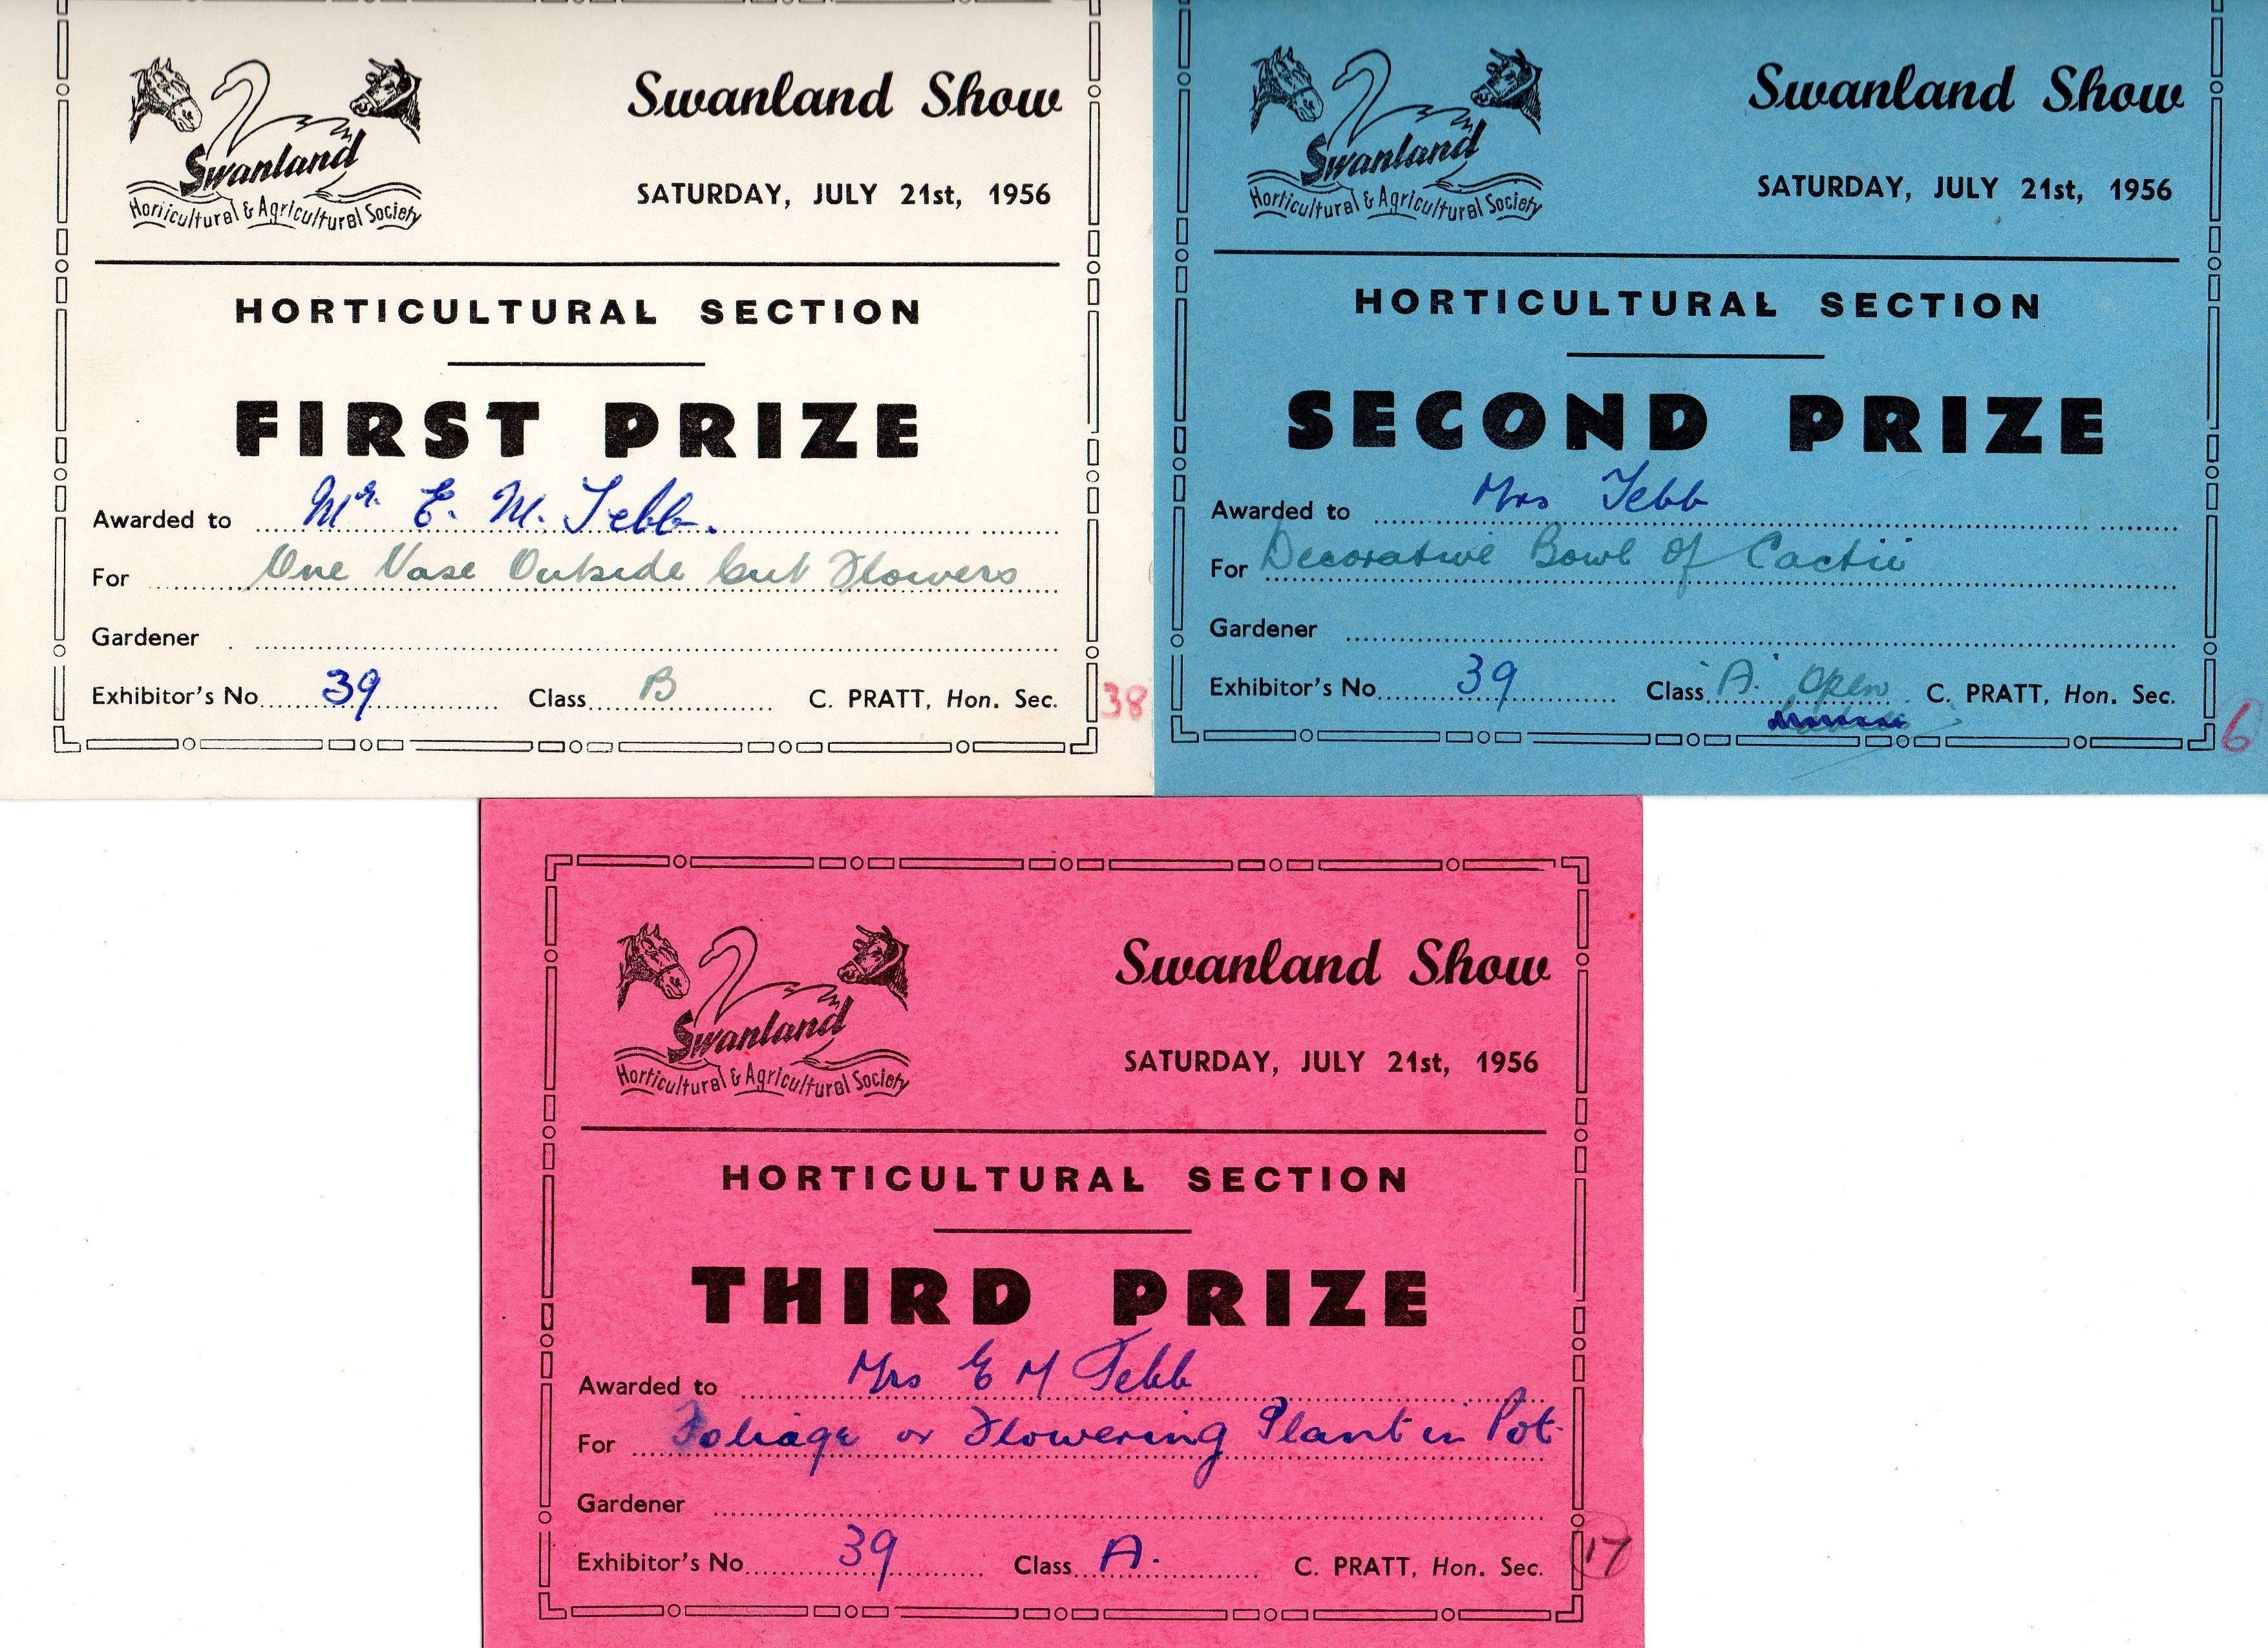 Swanland
Horticultural & Agricultural Society
Swanland Show
SATURDAY, JULY 21st, 1956
HORTICULTURAL SECTION
FIRST PRIZE
Awarded to Mr. E. M. Tebb.
For One Vase Outside Cut Flowers
Gardener
Exhibitor's No 39 Class B C. PRATT, Hon. Sec.
38
Swanland
Horticultural & Agricultural Society
Swanland Show
SATURDAY, JULY 21st, 1956
HORTICULTURAL SECTION
SECOND PRIZE
Awarded to Mrs Tebb
For Decorative Bowl Of Cactii
Gardener
Exhibitor's No 39 Class 'A' Open C. PRATT, Hon. Sec.
6
Swanland
Horticultural & Agricultural Society
Swanland Show
SATURDAY, JULY 21st, 1956
HORTICULTURAL SECTION
THIRD PRIZE
Awarded to Mrs E M Tebb
For Foliage or Flowering Plant in Pot.
Gardener
Exhibitor's No 39 Class A. C. PRATT, Hon. Sec.
17